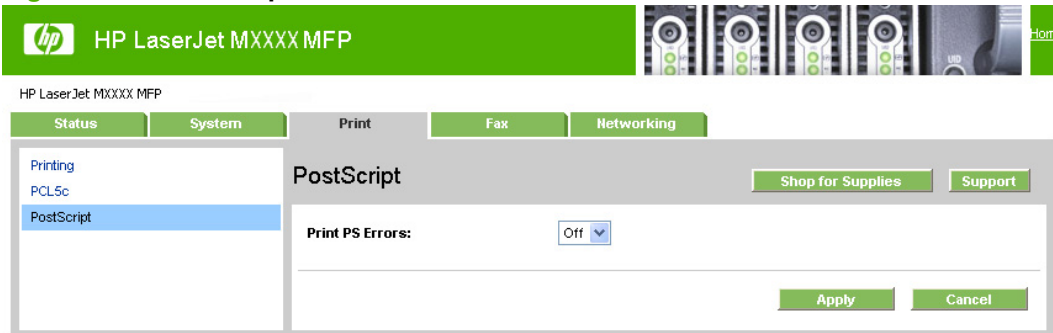 hp HP LaserJet MXXXX MFP
HP LaserJet MXXXX MFP
Status System Print Fax Networking
Printing
PCL5c
PostScript
PostScript Shop for Supplies Support
Print PS Errors: Off
Apply Cancel
UID